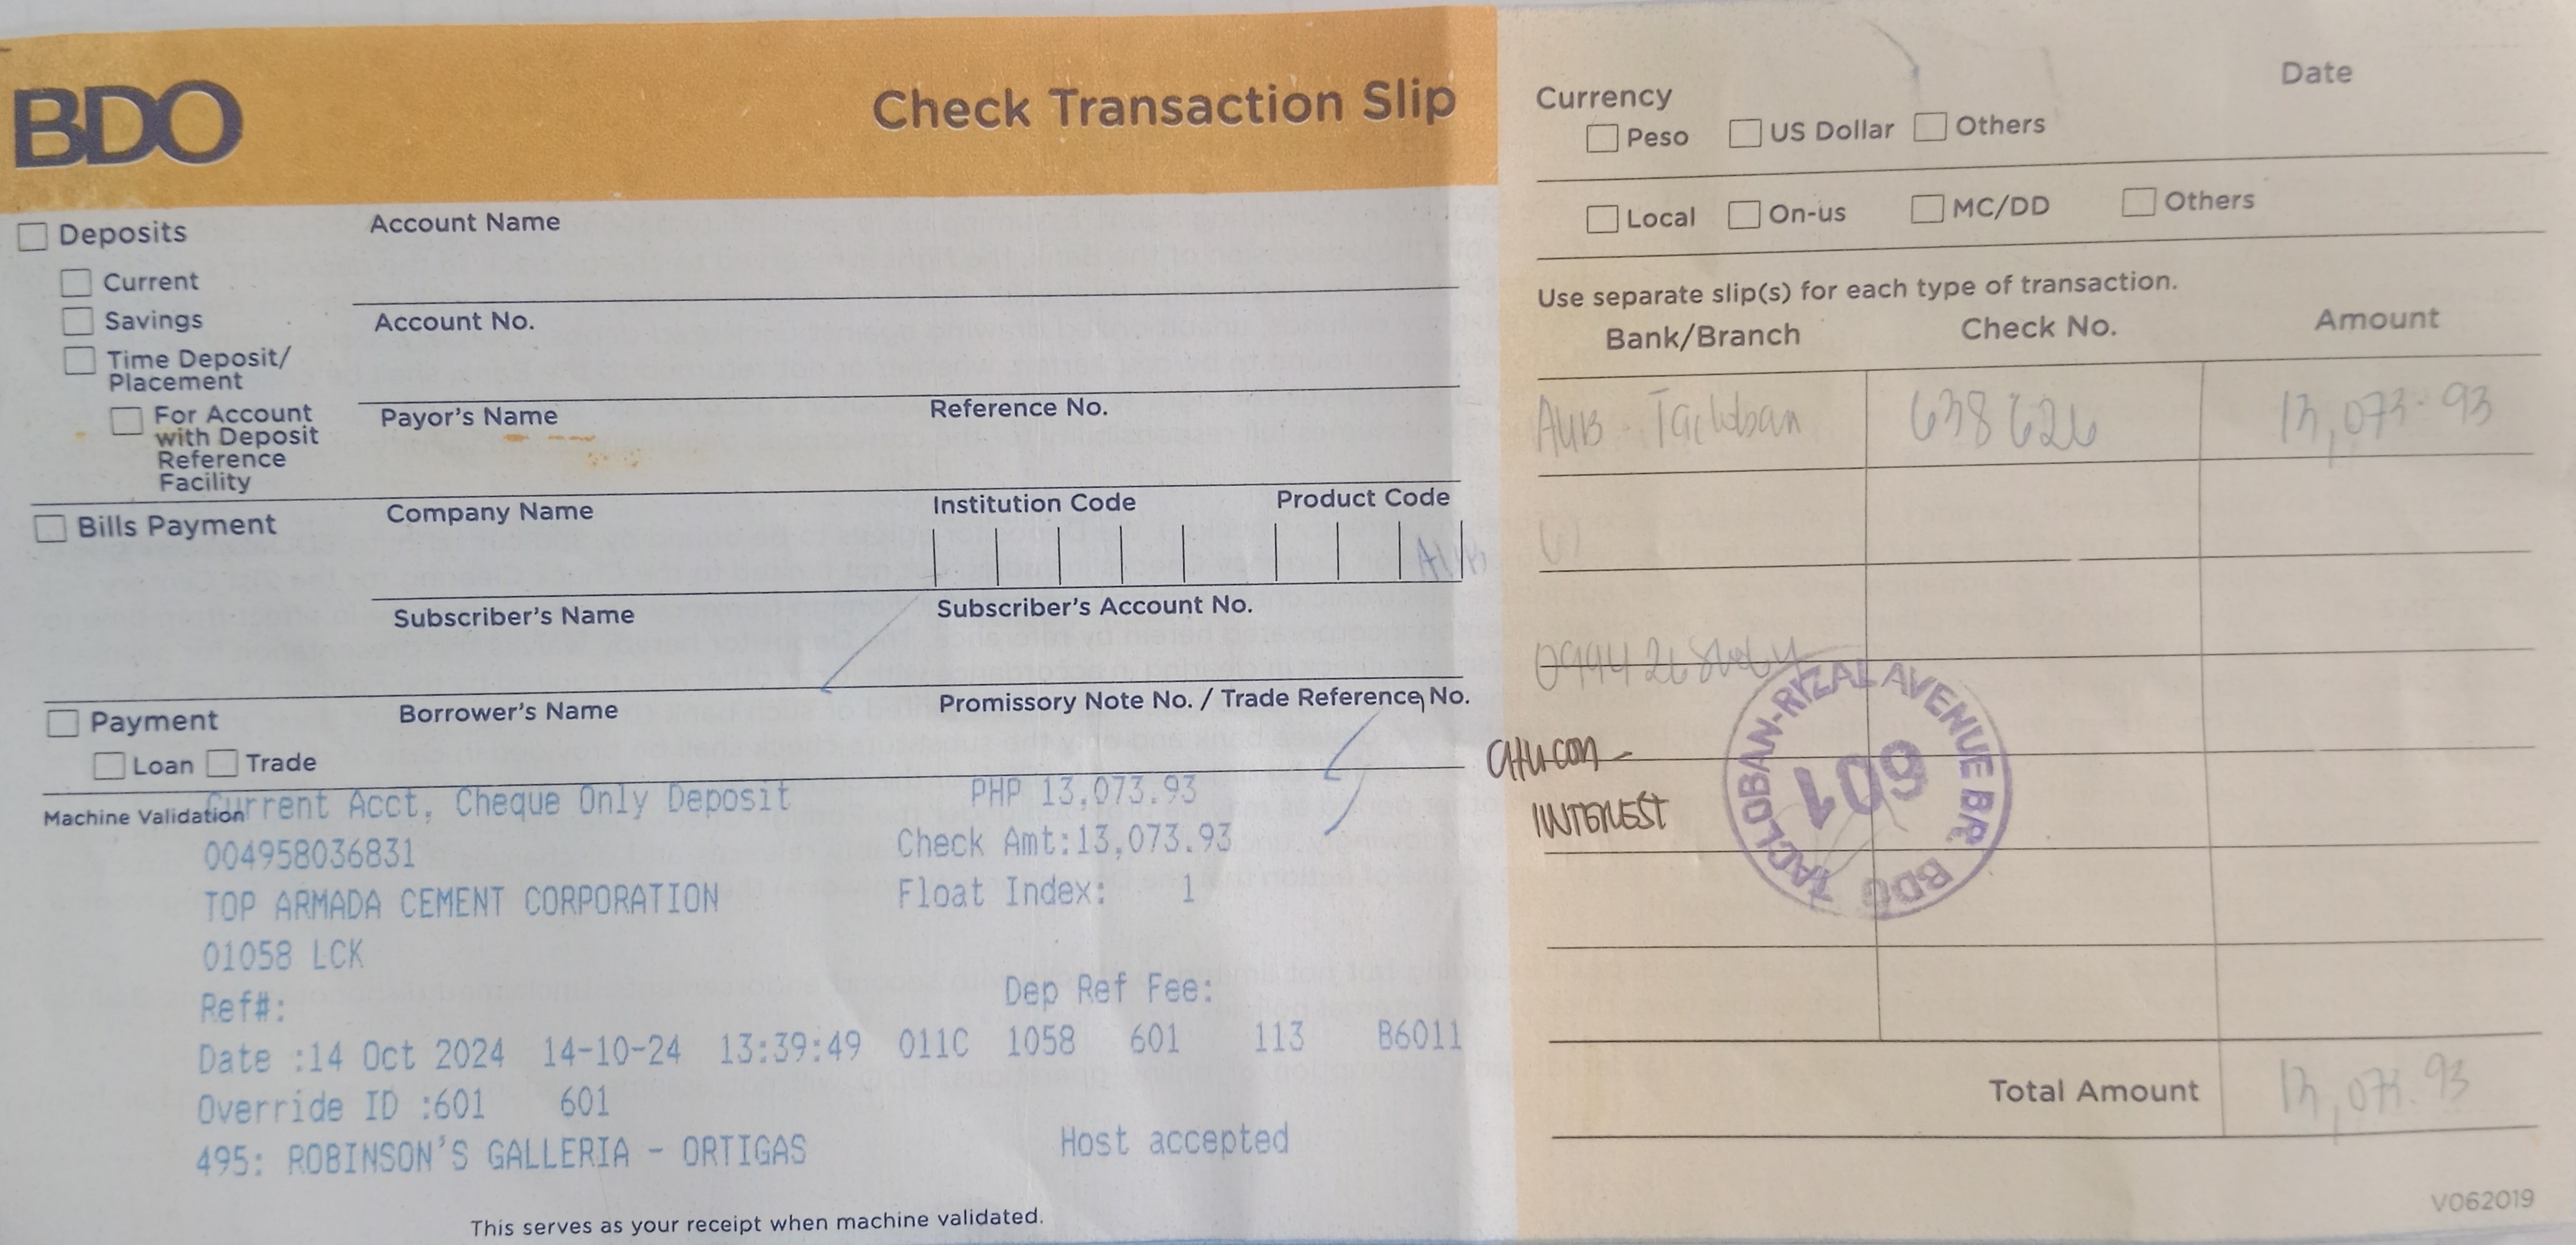 BDO
Check Transaction Slip
Deposits
Current
Savings
Time Deposit/
Placement
For Account
with Deposit
Reference
Facility
Account Name
Account No.
Payor's Name Reference No.
Bills Payment
Company Name Institution Code Product Code
AUB
Subscriber's Name Subscriber's Account No.
Payment
Loan Trade
Borrower's Name Promissory Note No. / Trade Reference No.
Machine Validation
Current Acct, Cheque Only Deposit PHP 13,073.93
004958036831 Check Amt:13,073.93
TOP ARMADA CEMENT CORPORATION Float Index: 1
01058 LCK
Ref#: Dep Ref Fee:
Date :14 Oct 2024 14-10-24 13:39:49 011C 1058 601 113 B6011
Override ID :601 601
495: ROBINSON'S GALLERIA - ORTIGAS Host accepted
This serves as your receipt when machine validated.
Currency Date
Peso US Dollar Others
Local On-us MC/DD Others
Use separate slip(s) for each type of transaction.
Bank/Branch Check No. Amount
AUB - Tacloban 638626 13,073.93
INTEREST
TACLOBAN-RIZAL AVENUE BR.
601
BDO
Total Amount 13,073.93
V062019